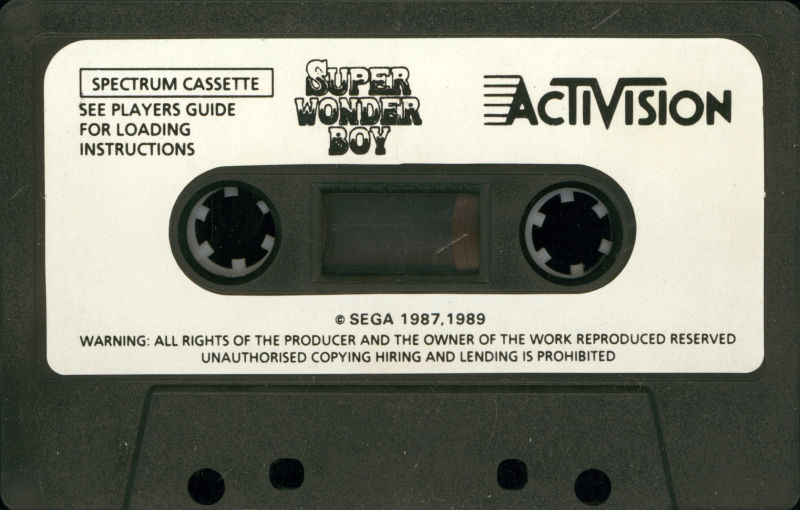 SPECTRUM CASSETTE
SEE PLAYERS GUIDE
FOR LOADING
INSTRUCTIONS
SUPER
WONDER
BOY
ACTIVISION
© SEGA 1987,1989
WARNING: ALL RIGHTS OF THE PRODUCER AND THE OWNER OF THE WORK REPRODUCED RESERVED
UNAUTHORISED COPYING HIRING AND LENDING IS PROHIBITED